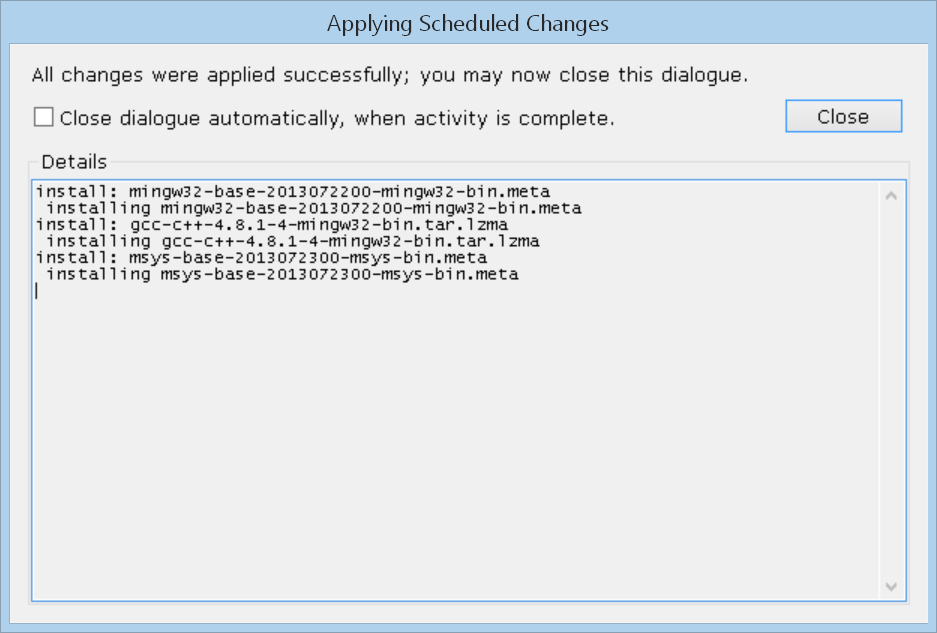 Applying Scheduled Changes
All changes were applied successfully; you may now close this dialogue.
Close dialogue automatically, when activity is complete.
Close
Details
install: mingw32-base-2013072200-mingw32-bin.meta
 installing mingw32-base-2013072200-mingw32-bin.meta
install: gcc-c++-4.8.1-4-mingw32-bin.tar.lzma
 installing gcc-c++-4.8.1-4-mingw32-bin.tar.lzma
install: msys-base-2013072300-msys-bin.meta
 installing msys-base-2013072300-msys-bin.meta